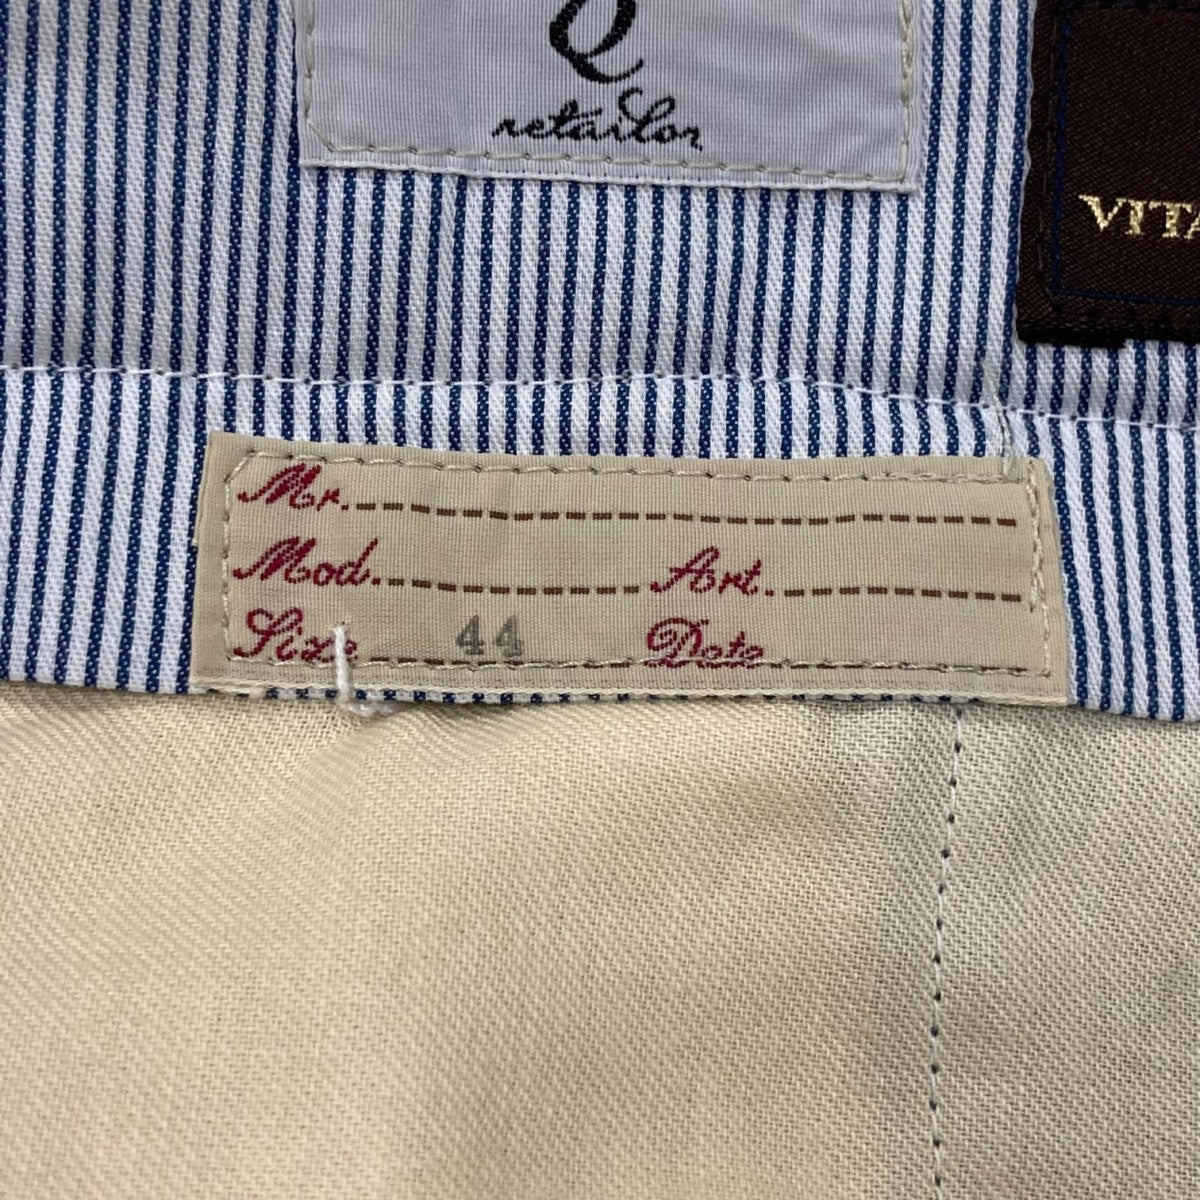 Q
retailor
VITA
Mr.
Mod. Art.
Size 44 Date